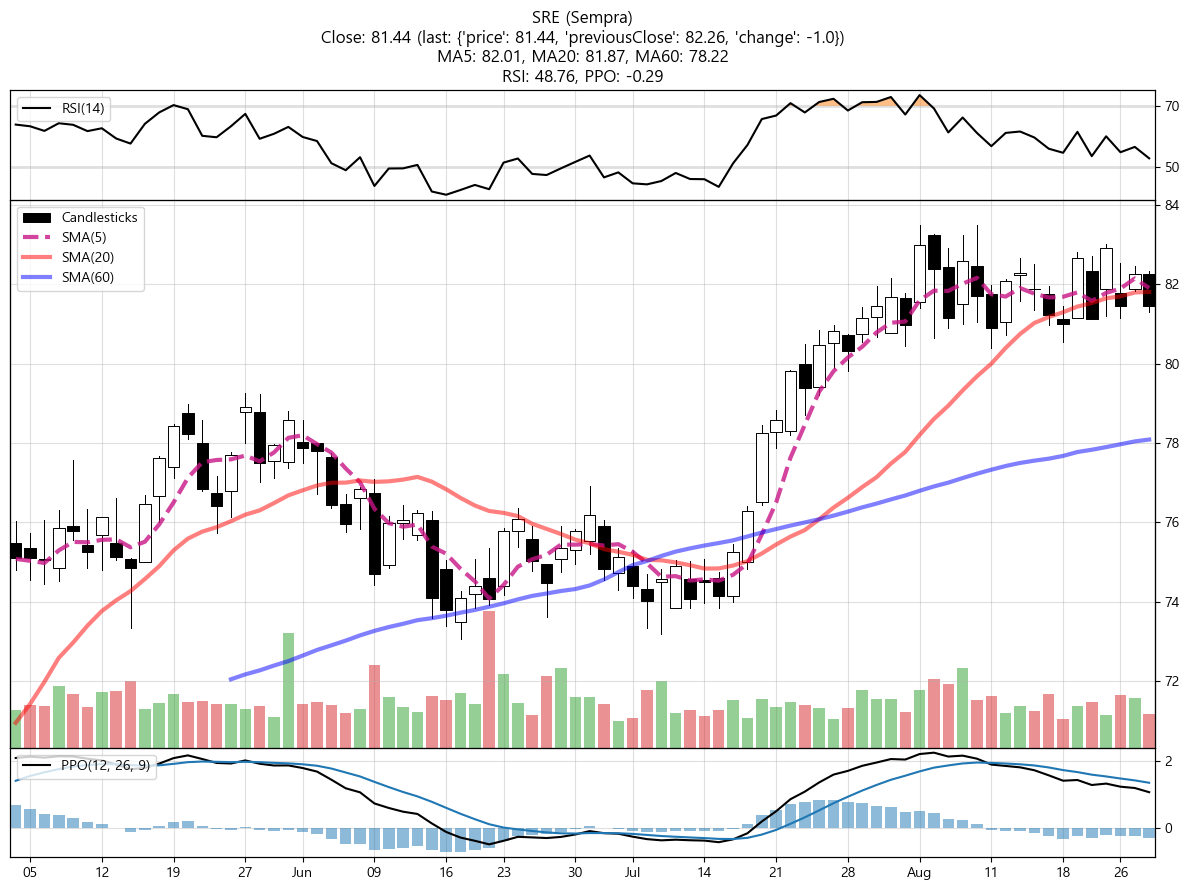 SRE (Sempra)
Close: 81.44 (last: {'price': 81.44, 'previousClose': 82.26, 'change': -1.0})
MA5: 82.01, MA20: 81.87, MA60: 78.22
RSI: 48.76, PPO: -0.29
RSI(14)
70
50
Candlesticks
SMA(5)
SMA(20)
SMA(60)
84
82
80
78
76
74
72
PPO(12, 26, 9)
2
0
05 12 19 27 Jun 09 16 23 30 Jul 14 21 28 Aug 11 18 26